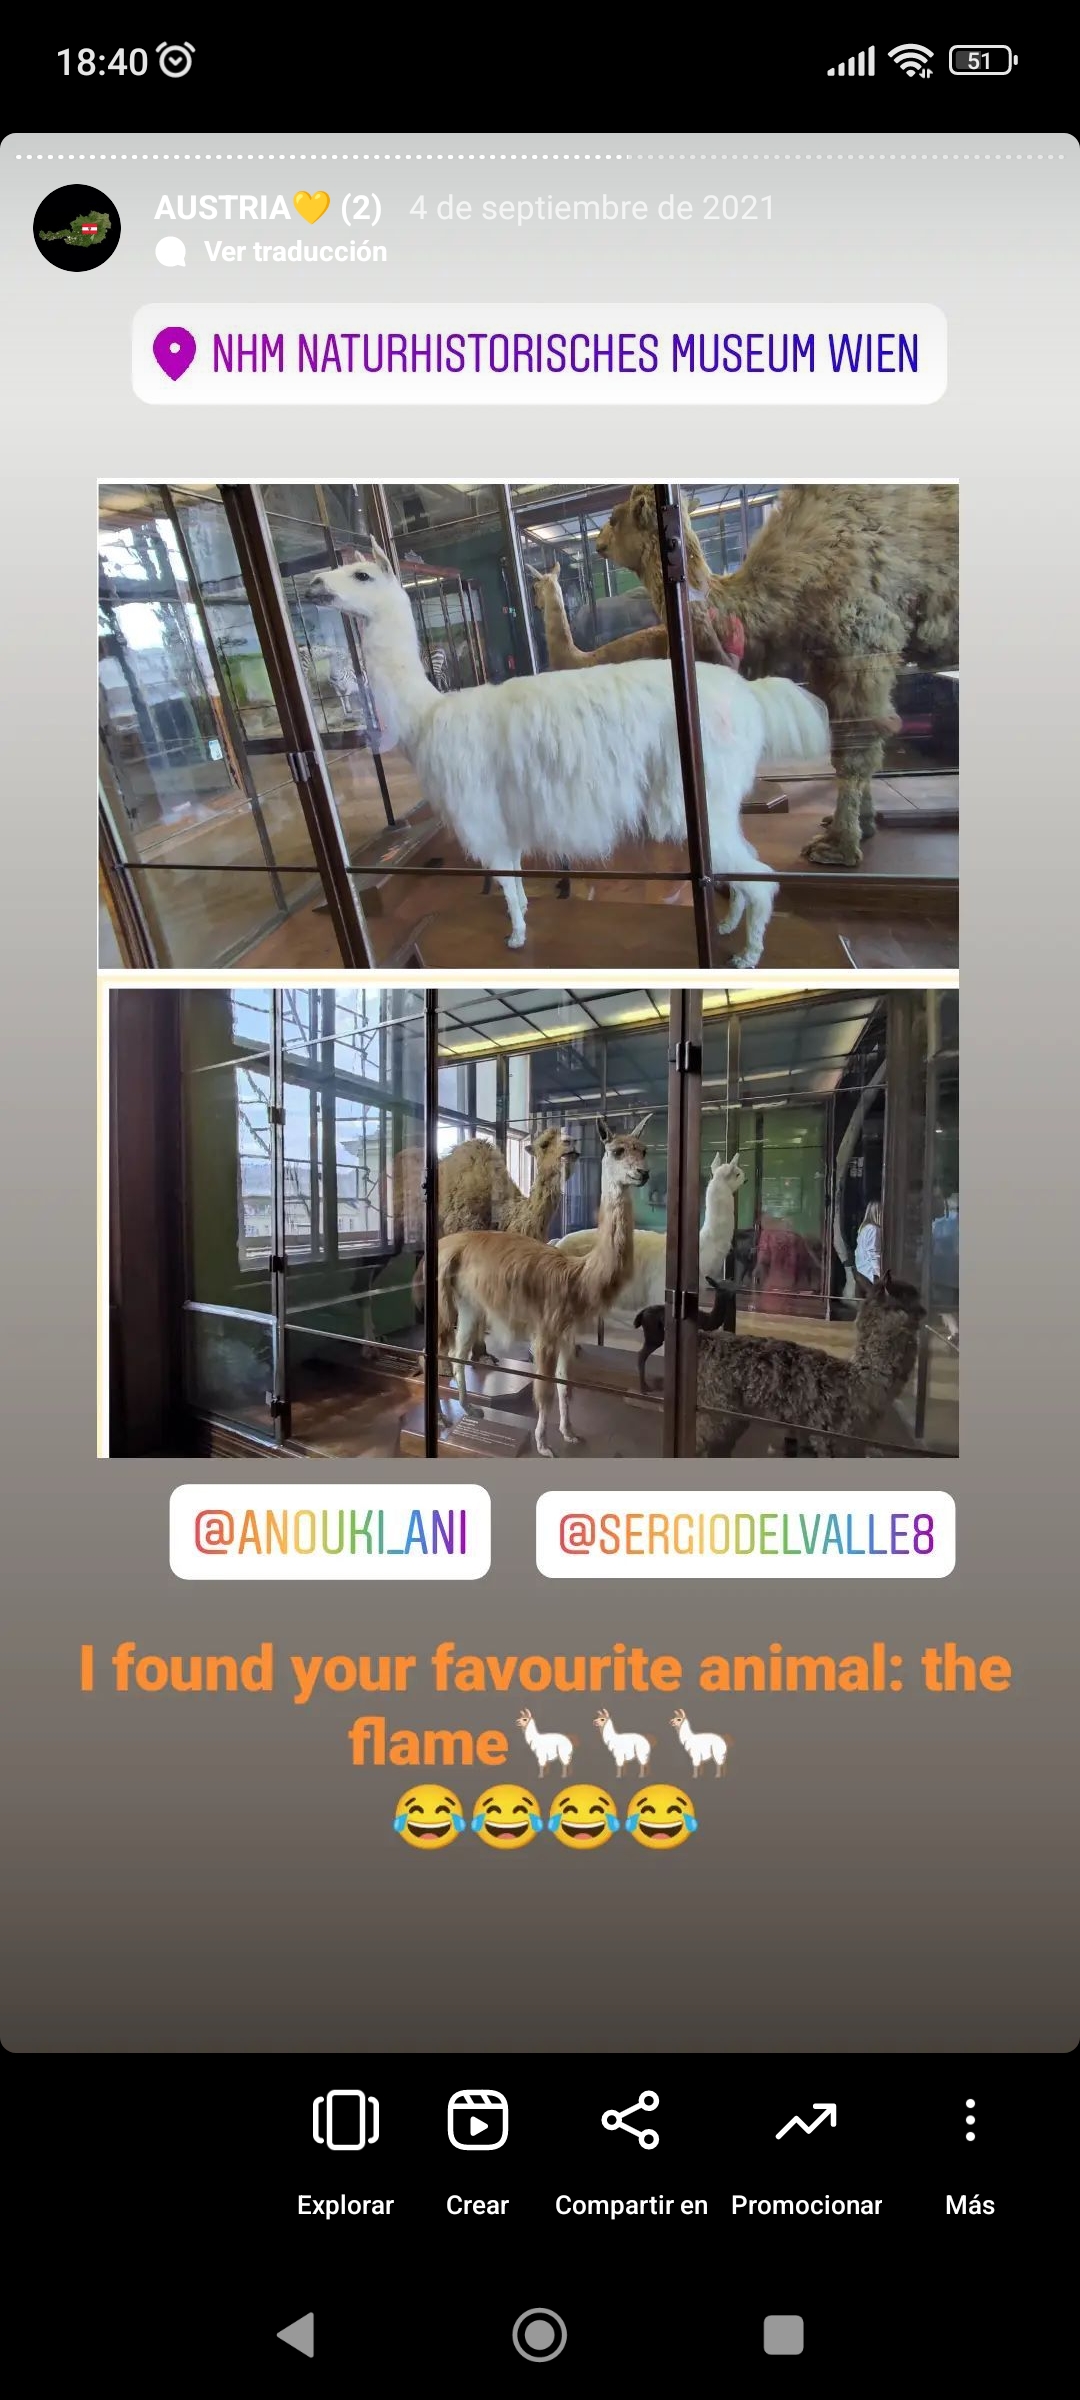 18:40
51
AUSTRIA💛 (2) 4 de septiembre de 2021
Ver traducción
NHM NATURHISTORISCHES MUSEUM WIEN
@ANOUKI_ANI @SERGIODELVALLE8
I found your favourite animal: the
flame🦙🦙🦙
😂😂😂😂
Explorar Crear Compartir en Promocionar Más